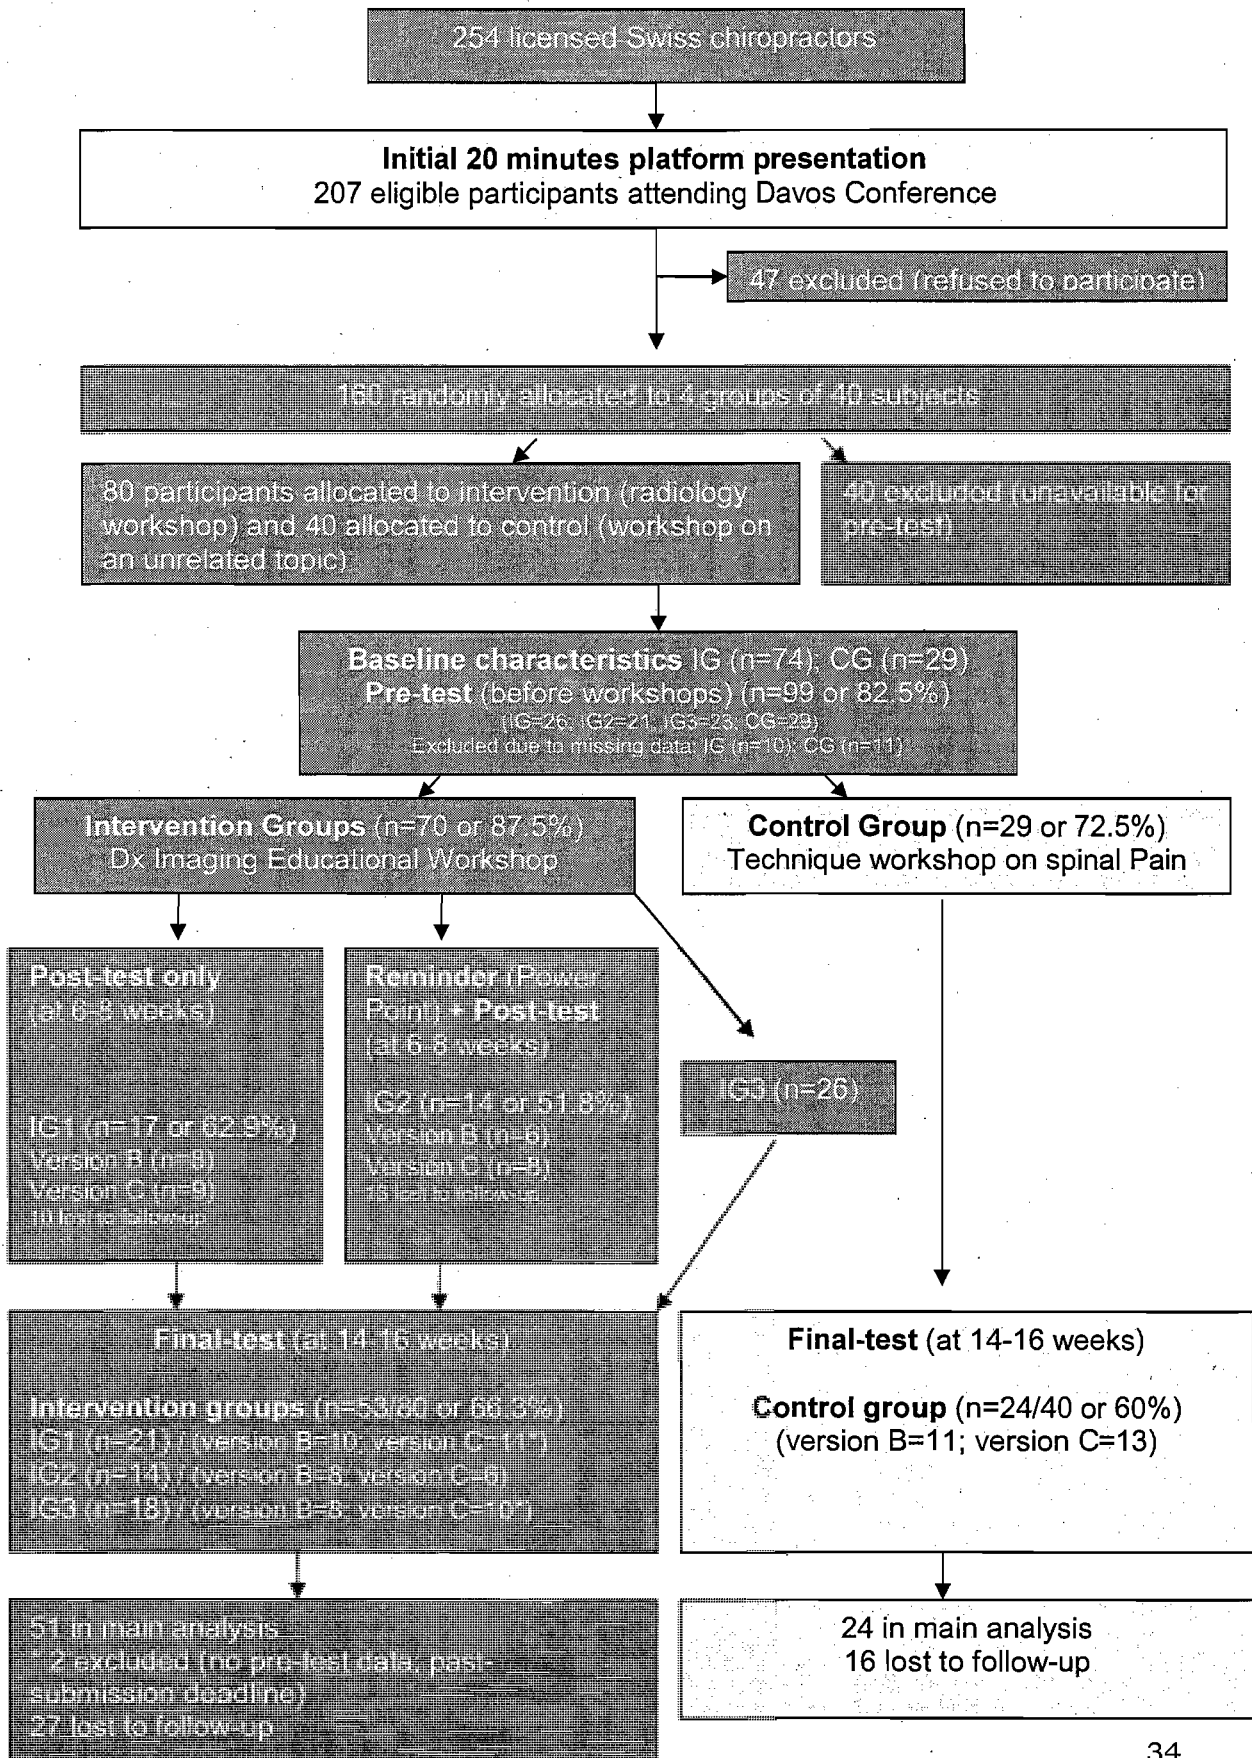 254 licensed Swiss chiropractors
Initial 20 minutes platform presentation
207 eligible participants attending Davos Conference
47 excluded (refused to participate)
160 randomly allocated to 4 groups of 40 subjects
80 participants allocated to intervention (radiology
workshop) and 40 allocated to control (workshop on
an unrelated topic)
40 excluded (unavailable for
pre-test)
Baseline characteristics IG (n=74); CG (n=29)
Pre-test (before workshops) (n=99 or 82.5%)
(IG=26; IG2=21; IG3=23; CG=29)
Excluded due to missing data: IG (n=10); CG (n=11)
Intervention Groups (n=70 or 87.5%)
Dx Imaging Educational Workshop
Control Group (n=29 or 72.5%)
Technique workshop on spinal Pain
Post-test only
(at 6-8 weeks)
IG1 (n=17 or 62.9%)
Version B (n=8)
Version C (n=9)
10 lost to follow-up
Reminder (Power
Point) + Post-test
(at 6-8 weeks)
IG2 (n=14 or 51.8%)
Version B (n=6)
Version C (n=8)
13 lost to follow-up
IG3 (n=26)
Final-test (at 14-16 weeks)
Intervention groups (n=53/80 or 66.3%)
IG1 (n=21) / (version B=10; version C=11*)
IG2 (n=14) / (version B=8; version C=6)
IG3 (n=18) / (version B=8; version C=10*)
Final-test (at 14-16 weeks)
Control group (n=24/40 or 60%)
(version B=11; version C=13)
51 in main analysis
* 2 excluded (no pre-test data, past-
submission deadline)
27 lost to follow-up
24 in main analysis
16 lost to follow-up
34